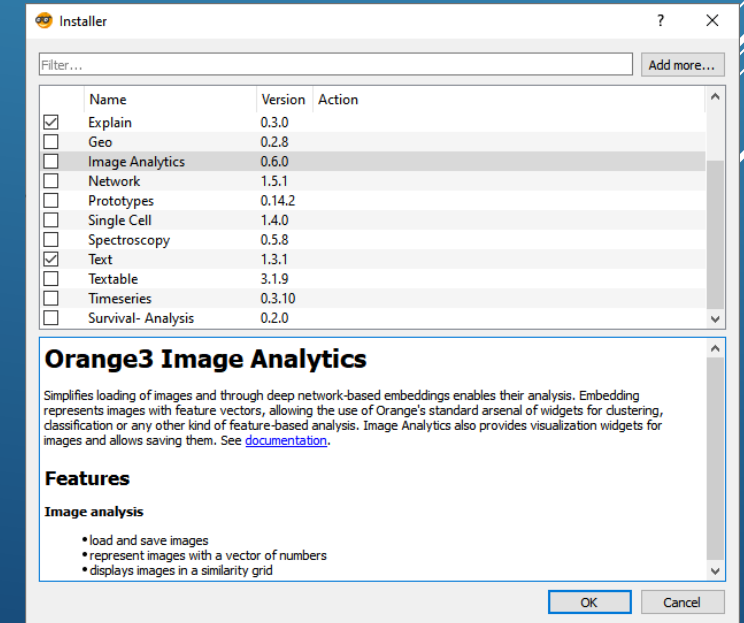 Installer
Filter...
Add more...
Name Version Action
Explain 0.3.0
Geo 0.2.8
Image Analytics 0.6.0
Network 1.5.1
Prototypes 0.14.2
Single Cell 1.4.0
Spectroscopy 0.5.8
Text 1.3.1
Textable 3.1.9
Timeseries 0.3.10
Survival- Analysis 0.2.0
Orange3 Image Analytics
Simplifies loading of images and through deep network-based embeddings enables their analysis. Embedding
represents images with feature vectors, allowing the use of Orange's standard arsenal of widgets for clustering,
classification or any other kind of feature-based analysis. Image Analytics also provides visualization widgets for
images and allows saving them. See documentation.
Features
Image analysis
• load and save images
• represent images with a vector of numbers
• displays images in a similarity grid
OK Cancel